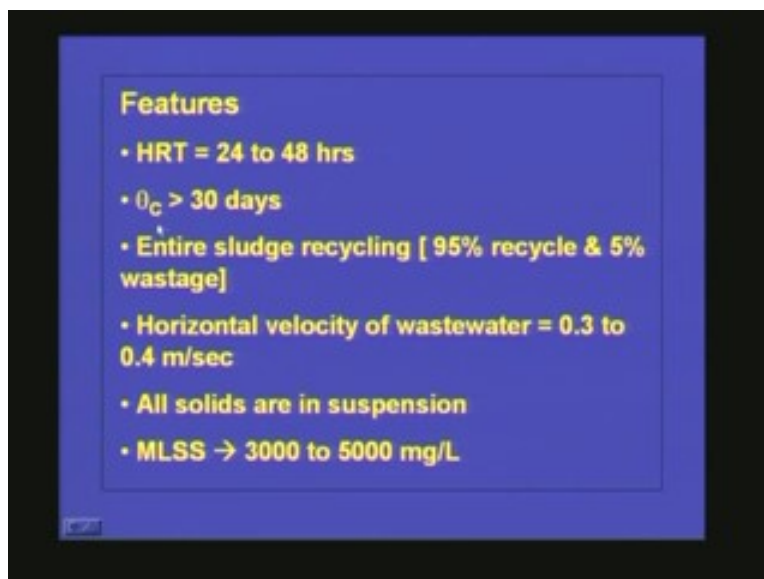 Features
• HRT = 24 to 48 hrs
• θc > 30 days
• Entire sludge recycling [ 95% recycle & 5%
wastage]
• Horizontal velocity of wastewater = 0.3 to
0.4 m/sec
• All solids are in suspension
• MLSS → 3000 to 5000 mg/L